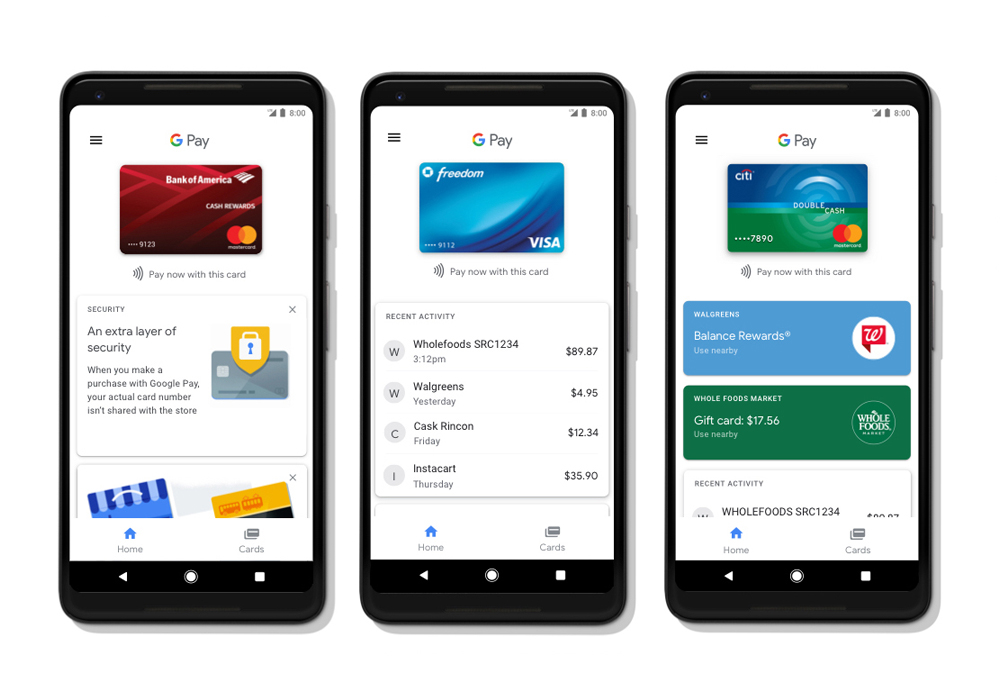 8:00
G Pay
Bank of America
CASH REWARDS
•••• 9123
mastercard
Pay now with this card
SECURITY
An extra layer of
security
When you make a
purchase with Google Pay,
your actual card number
isn't shared with the store
Home
Cards
8:00
G Pay
freedom
•••• 9112
VISA
Pay now with this card
RECENT ACTIVITY
W
Wholefoods SRC1234
3:12pm
$89.87
W
Walgreens
Yesterday
$4.95
C
Cask Rincon
Friday
$12.34
I
Instacart
Thursday
$35.90
Home
Cards
8:00
G Pay
citi
DOUBLE
CASH
••••7890
mastercard
Pay now with this card
WALGREENS
Balance Rewards®
Use nearby
W
WHOLE FOODS MARKET
Gift card: $17.56
Use nearby
WHOLE
FOODS
MARKET
RECENT ACTIVITY
WHOLEFOODS SRC1234
Home
Cards